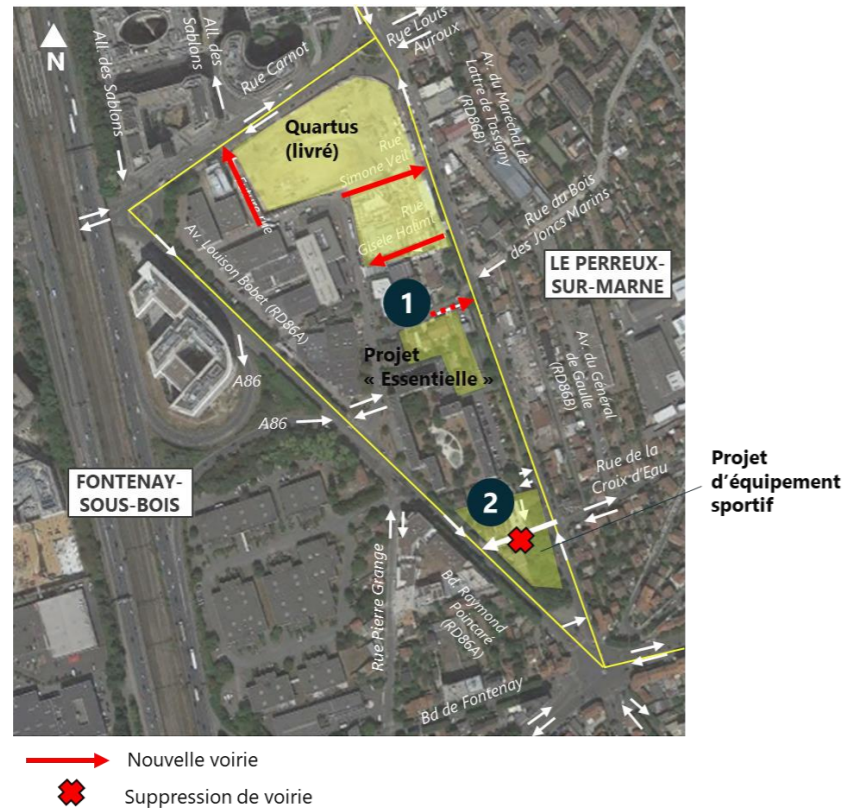 N
All. des Sablons
All. des
Sablons
Rue Carnot
Rue Louis
Auroux
Av. du Maréchal de
Lattre de Tassigny
(RD86B)
Quartus
(livré)
Rue
Simone Veil
Rue
Gisèle Halimi
Rue du Bois
des Joncs Marins
LE PERREUX-
SUR-MARNE
Av. Louison Bobet (RD86A)
1
Projet
« Essentielle »
A86
A86
Av. du Général
de Gaulle
(RD86B)
FONTENAY-
SOUS-BOIS
Rue de la
Croix d'Eau
Projet
d'équipement
sportif
2
Rue Pierre Grange
Bd. Raymond
Poincaré
(RD86A)
Bd de Fontenay
Nouvelle voirie
Suppression de voirie